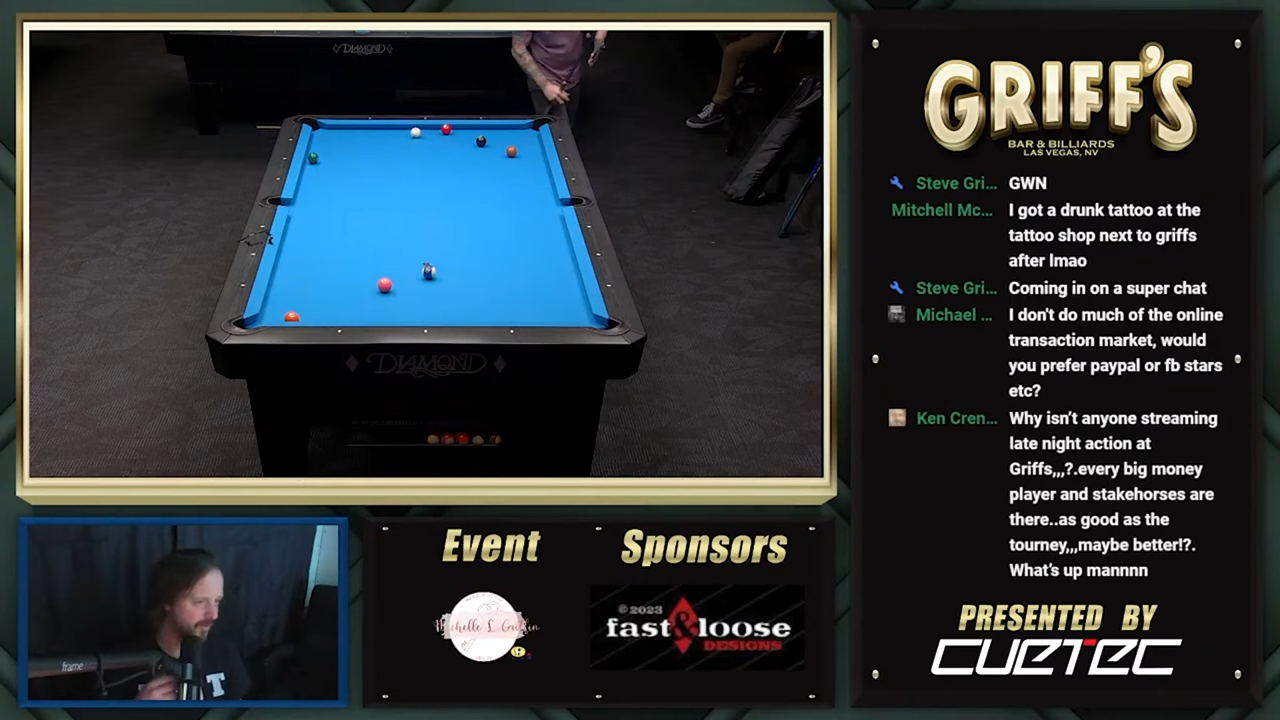 DIAMOND
GRIFF'S
BAR & BILLIARDS
LAS VEGAS, NV
Steve Gri... GWN
Mitchell Mc... I got a drunk tattoo at the
tattoo shop next to griffs
after lmao
Steve Gri... Coming in on a super chat
Michael ... I don't do much of the online
transaction market, would
you prefer paypal or fb stars
etc?
Ken Cren... Why isn't anyone streaming
late night action at
Griffs,,,?.every big money
player and stakehorses are
there..as good as the
tourney,,,maybe better!?.
What's up mannnn
DIAMOND
Event
Sponsors
Michelle L. Griffin
© 2023
fast & loose
DESIGNS
frame.
T
PRESENTED BY
CUETEC